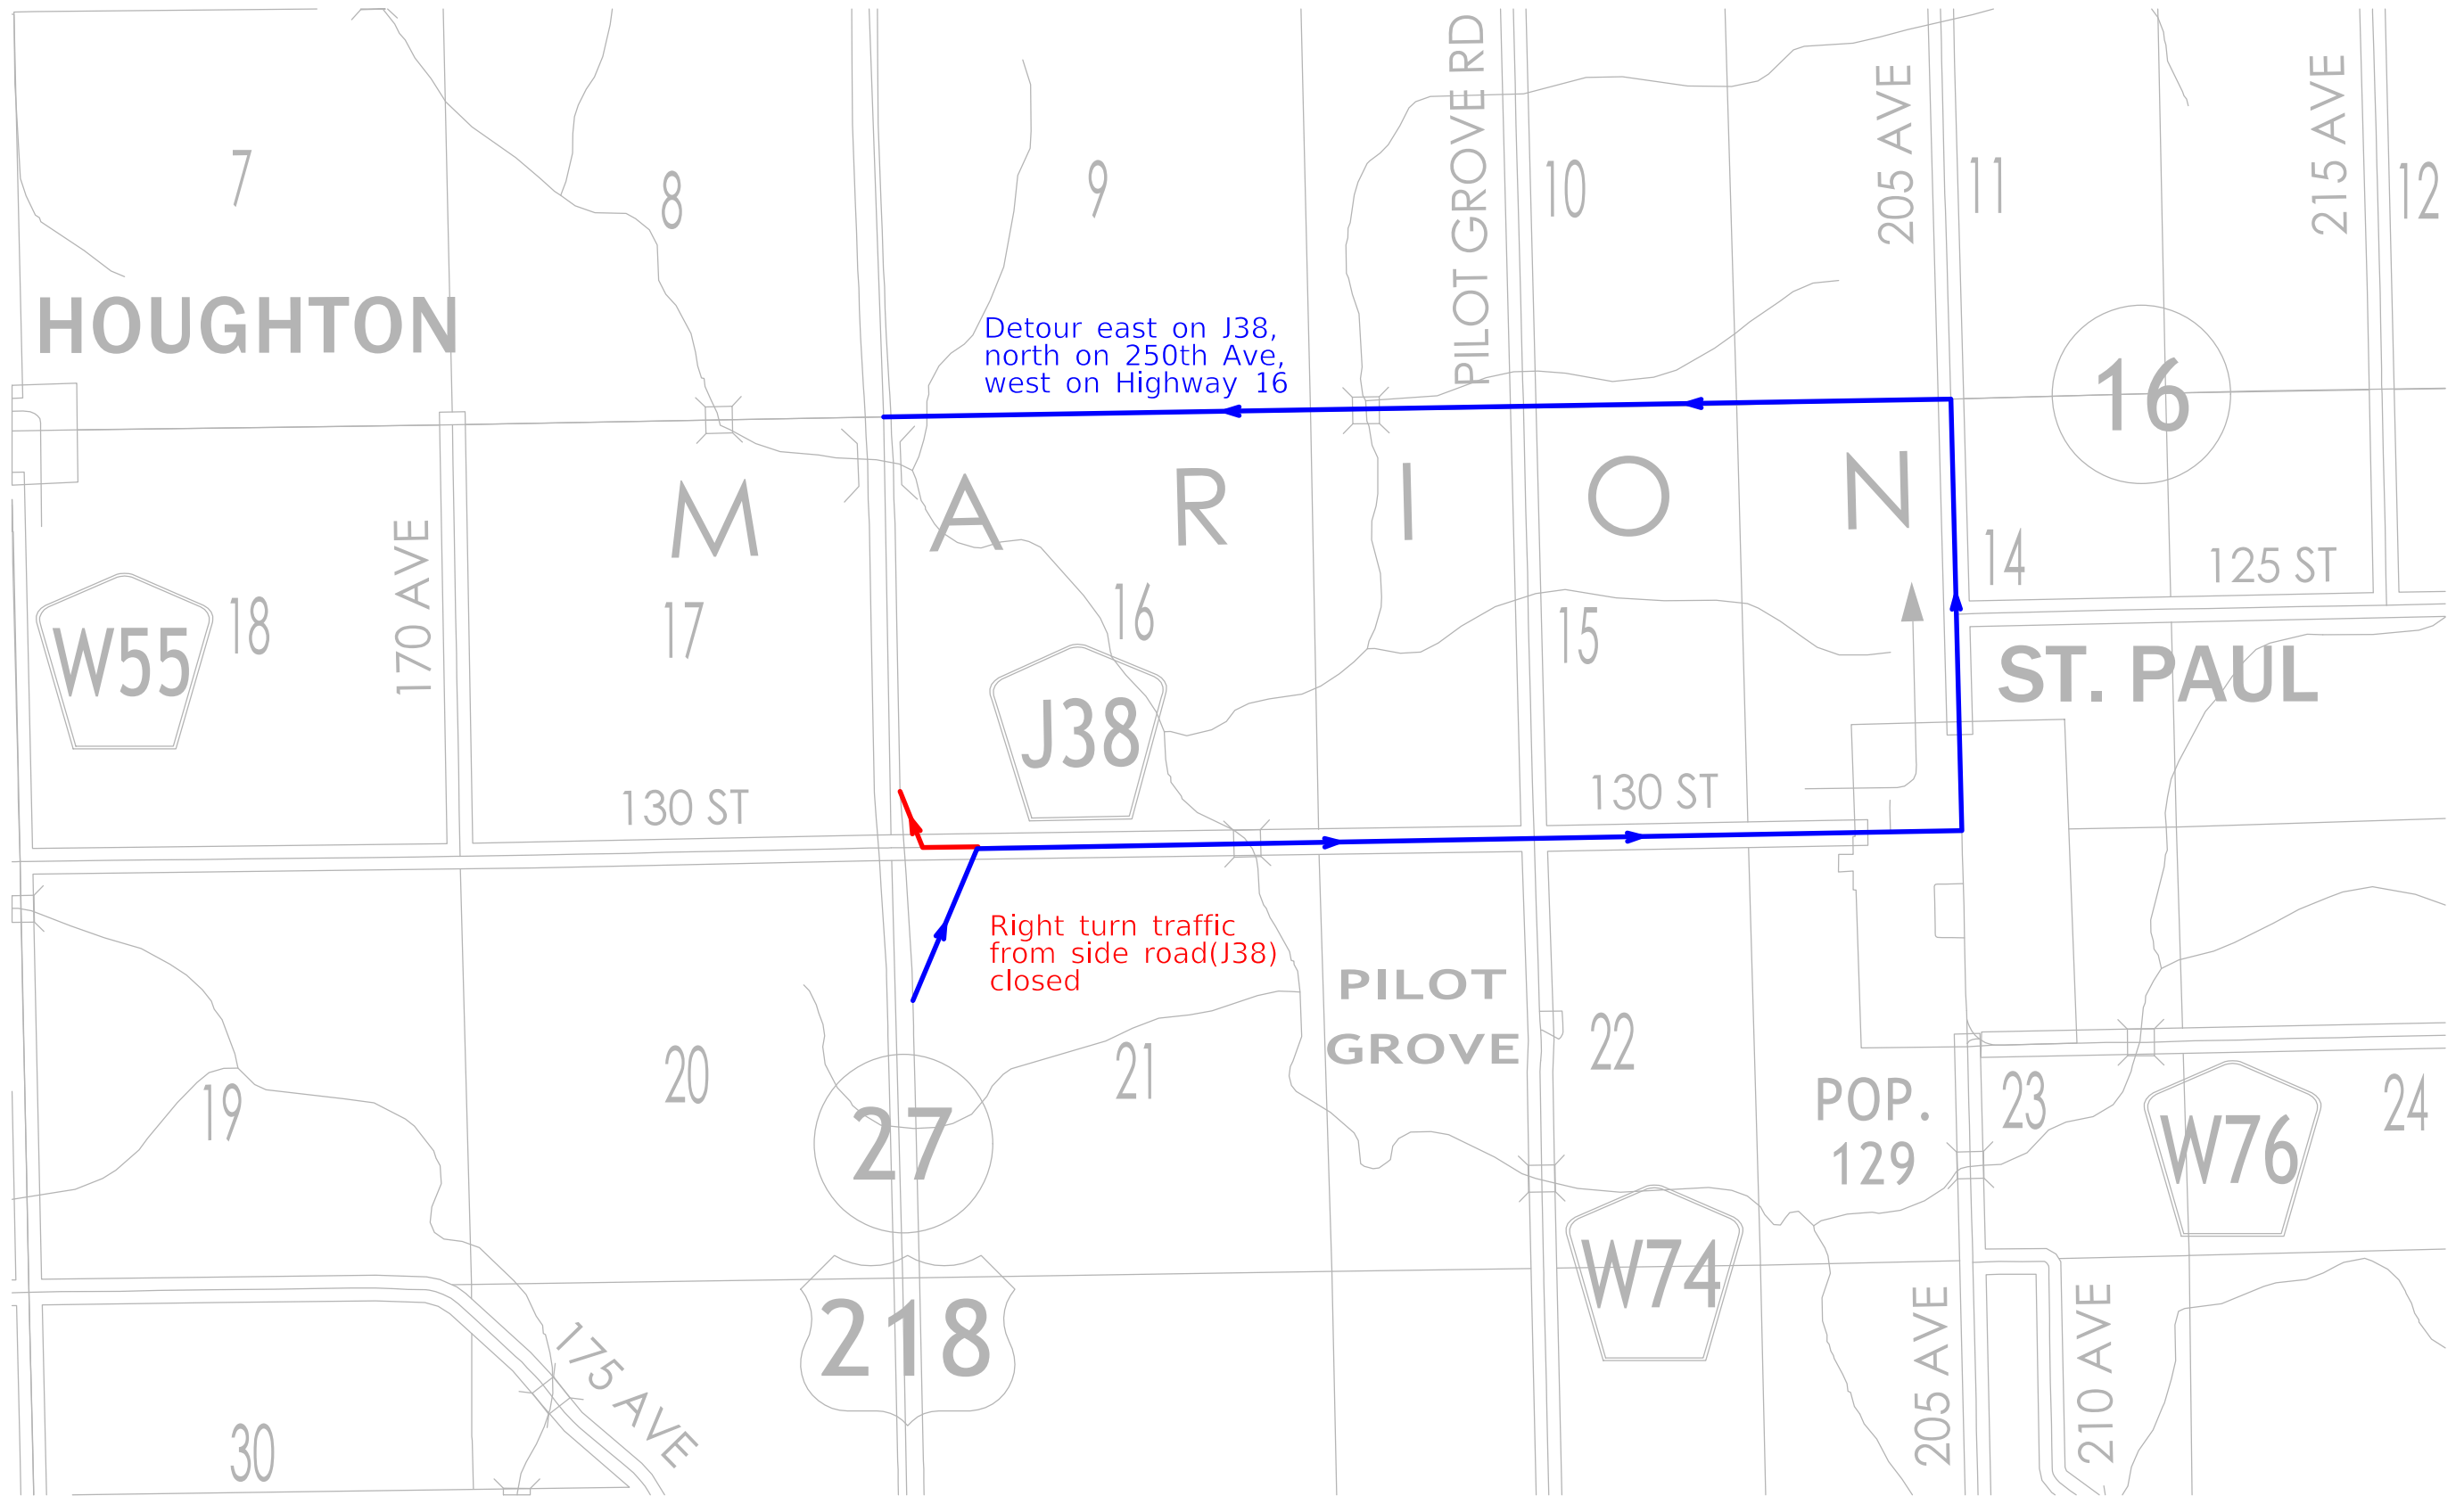 PILOT GROVE RD
205 AVE
215 AVE
7
8
9
10
11
12
HOUGHTON
Detour east on J38,
north on 250th Ave,
west on Highway 16
16
M A R I O N
170 AVE
14
125 ST
W55
18
17
16
15
ST. PAUL
J38
130 ST
130 ST
Right turn traffic
from side road(J38)
closed
PILOT
GROVE
20
21
22
19
27
POP.
129
23
24
W76
W74
218
175 AVE
205 AVE
210 AVE
30